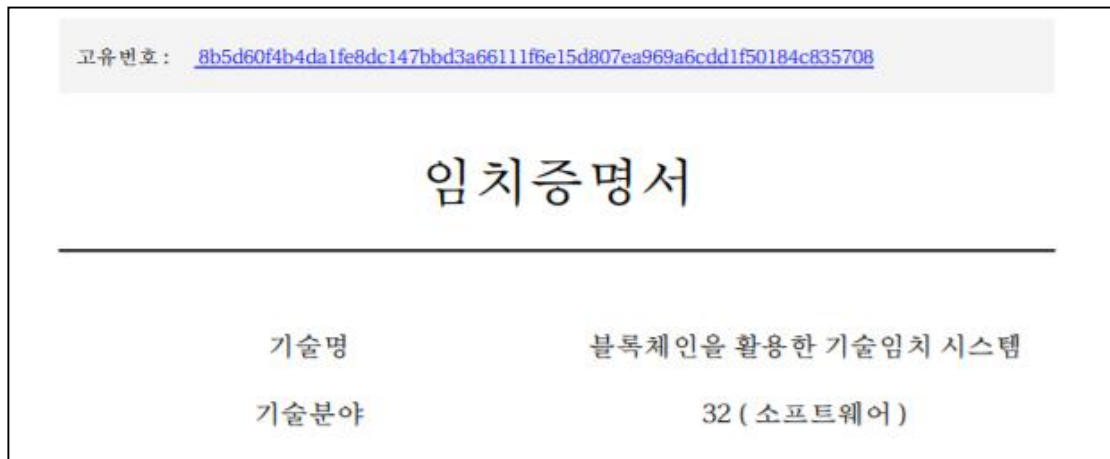 고유번호 : 8b5d60f4b4da1fe8dc147bbd3a66111f6e15d807ea969a6cdd1f50184c835708
임치증명서
기술명 블록체인을 활용한 기술임치 시스템
기술분야 32 ( 소프트웨어 )